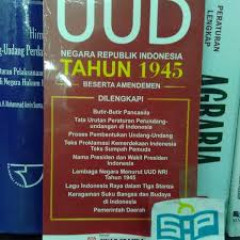 UUD
NEGARA REPUBLIK INDONESIA
TAHUN 1945
BESERTA AMENDEMEN
DILENGKAPI
Butir-Butir Pancasila
Tata Urutan Peraturan Perundang-
undangan di Indonesia
Proses Pembentukan Undang-Undang
Teks Proklamasi Kemerdekaan Indonesia
Teks Sumpah Pemuda
Nama Presiden dan Wakil Presiden
Indonesia
Lembaga Negara Menurut UUD NRI
Tahun 1945
Lagu Indonesia Raya dalam Tiga Stansa
Keragaman Suku Bangsa dan Budaya
di Indonesia
Pemerintah Daerah
PERATURAN
LENGKAP
AGRARIA